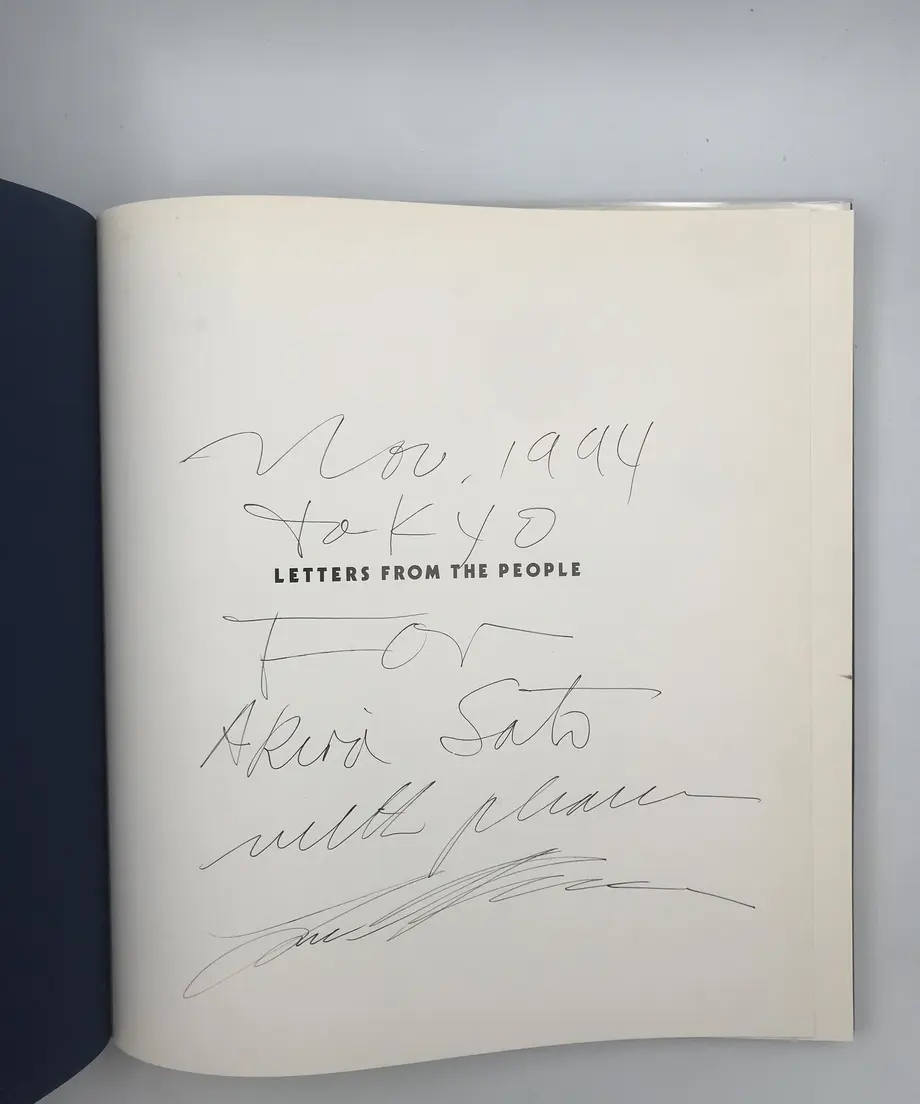 Nov. 1994
tokyo
LETTERS FROM THE PEOPLE
For
Akira Sato
with pleasure